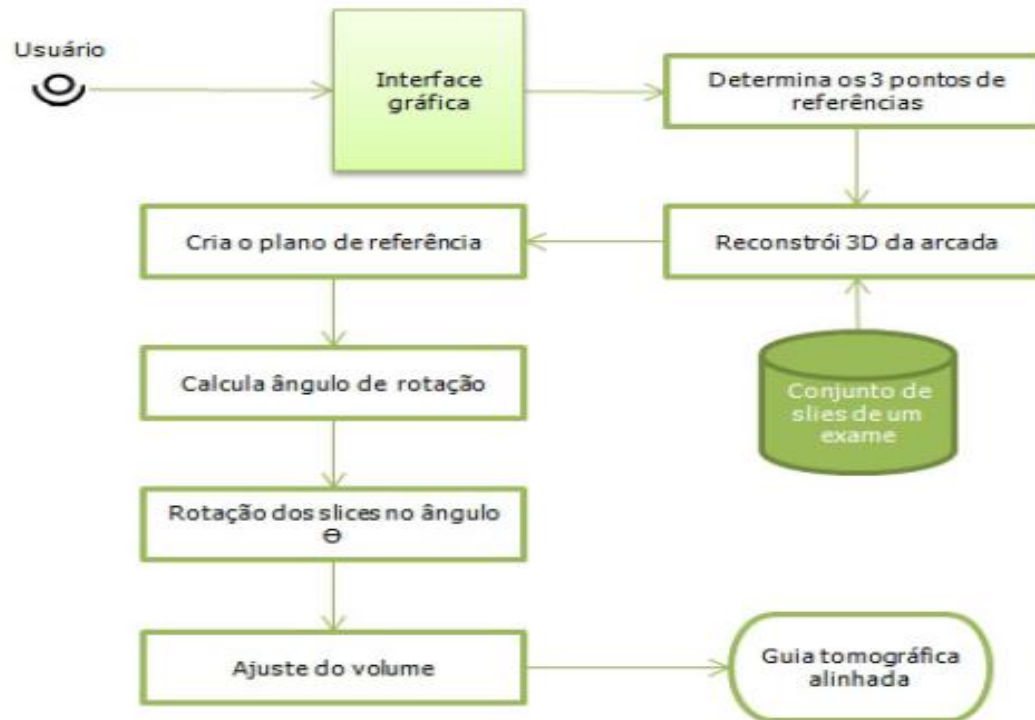 Usuário
Interface
gráfica
Determina os 3 pontos de
referências
Cria o plano de referência
Reconstrói 3D da arcada
Calcula ângulo de rotação
Conjunto de
slies de um
exame
Rotação dos slices no ângulo
Ɵ
Ajuste do volume
Guia tomográfica
alinhada